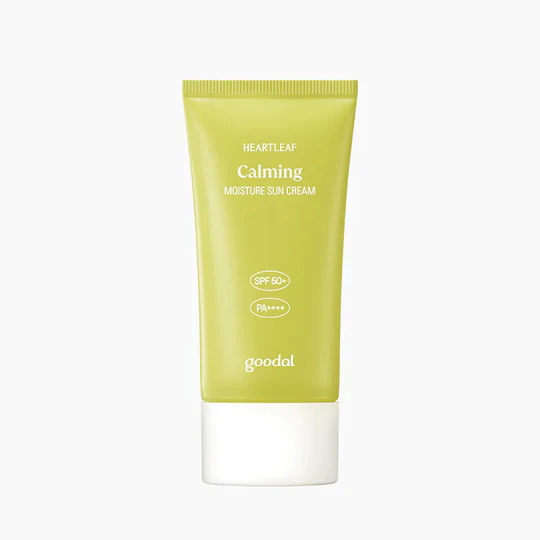 HEARTLEAF
Calming
MOISTURE SUN CREAM
SPF 50+
PA++++
goodal